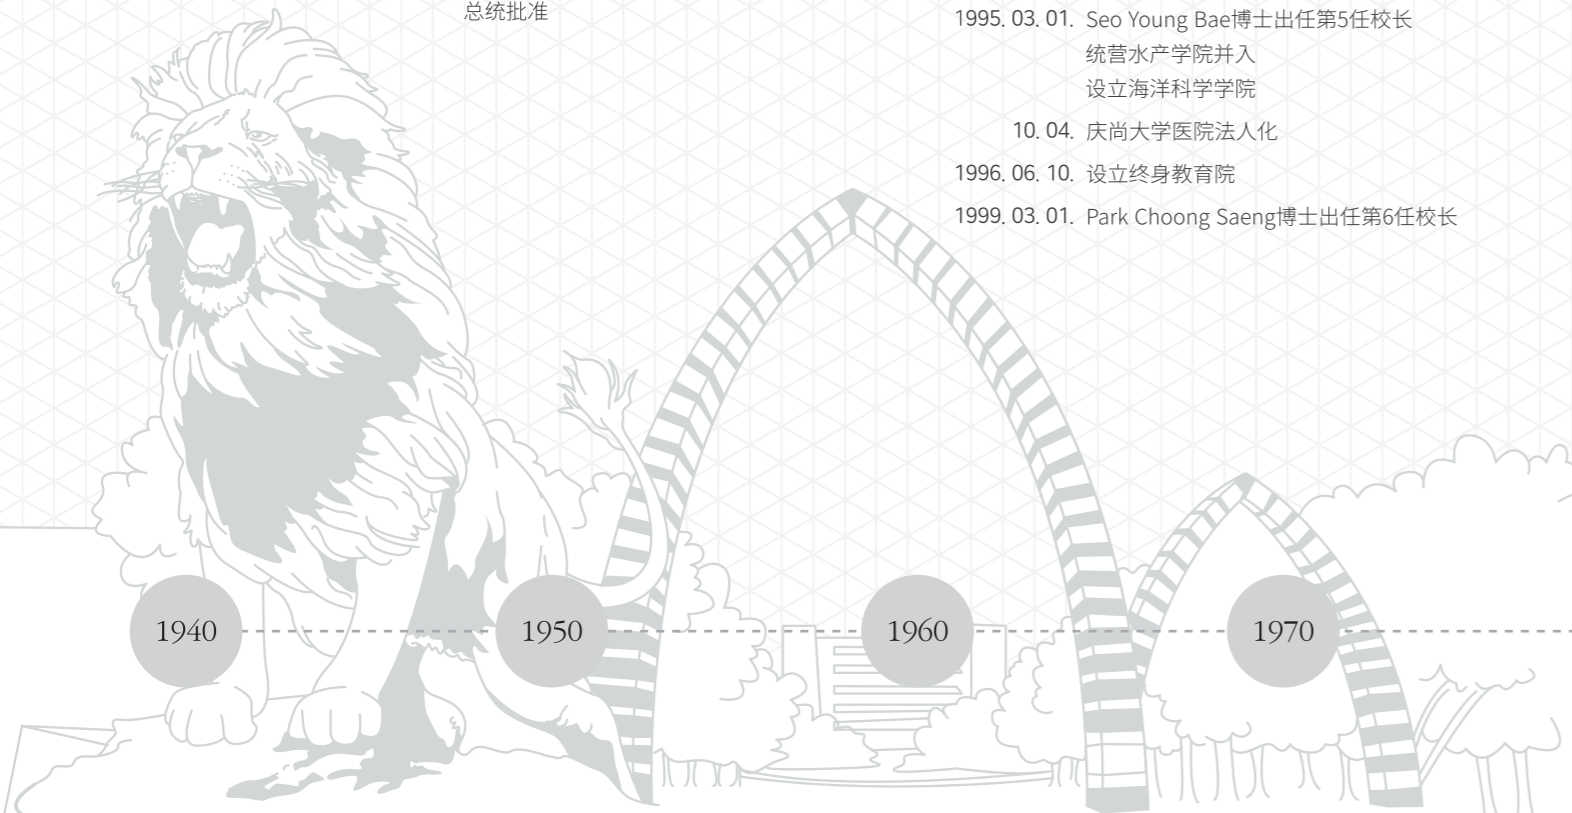 总统批准
1995. 03. 01. Seo Young Bae博士出任第5任校长
统营水产学院并入
设立海洋科学学院
10. 04. 庆尚大学医院法人化
1996. 06. 10. 设立终身教育院
1999. 03. 01. Park Choong Saeng博士出任第6任校长
1940 1950 1960 1970